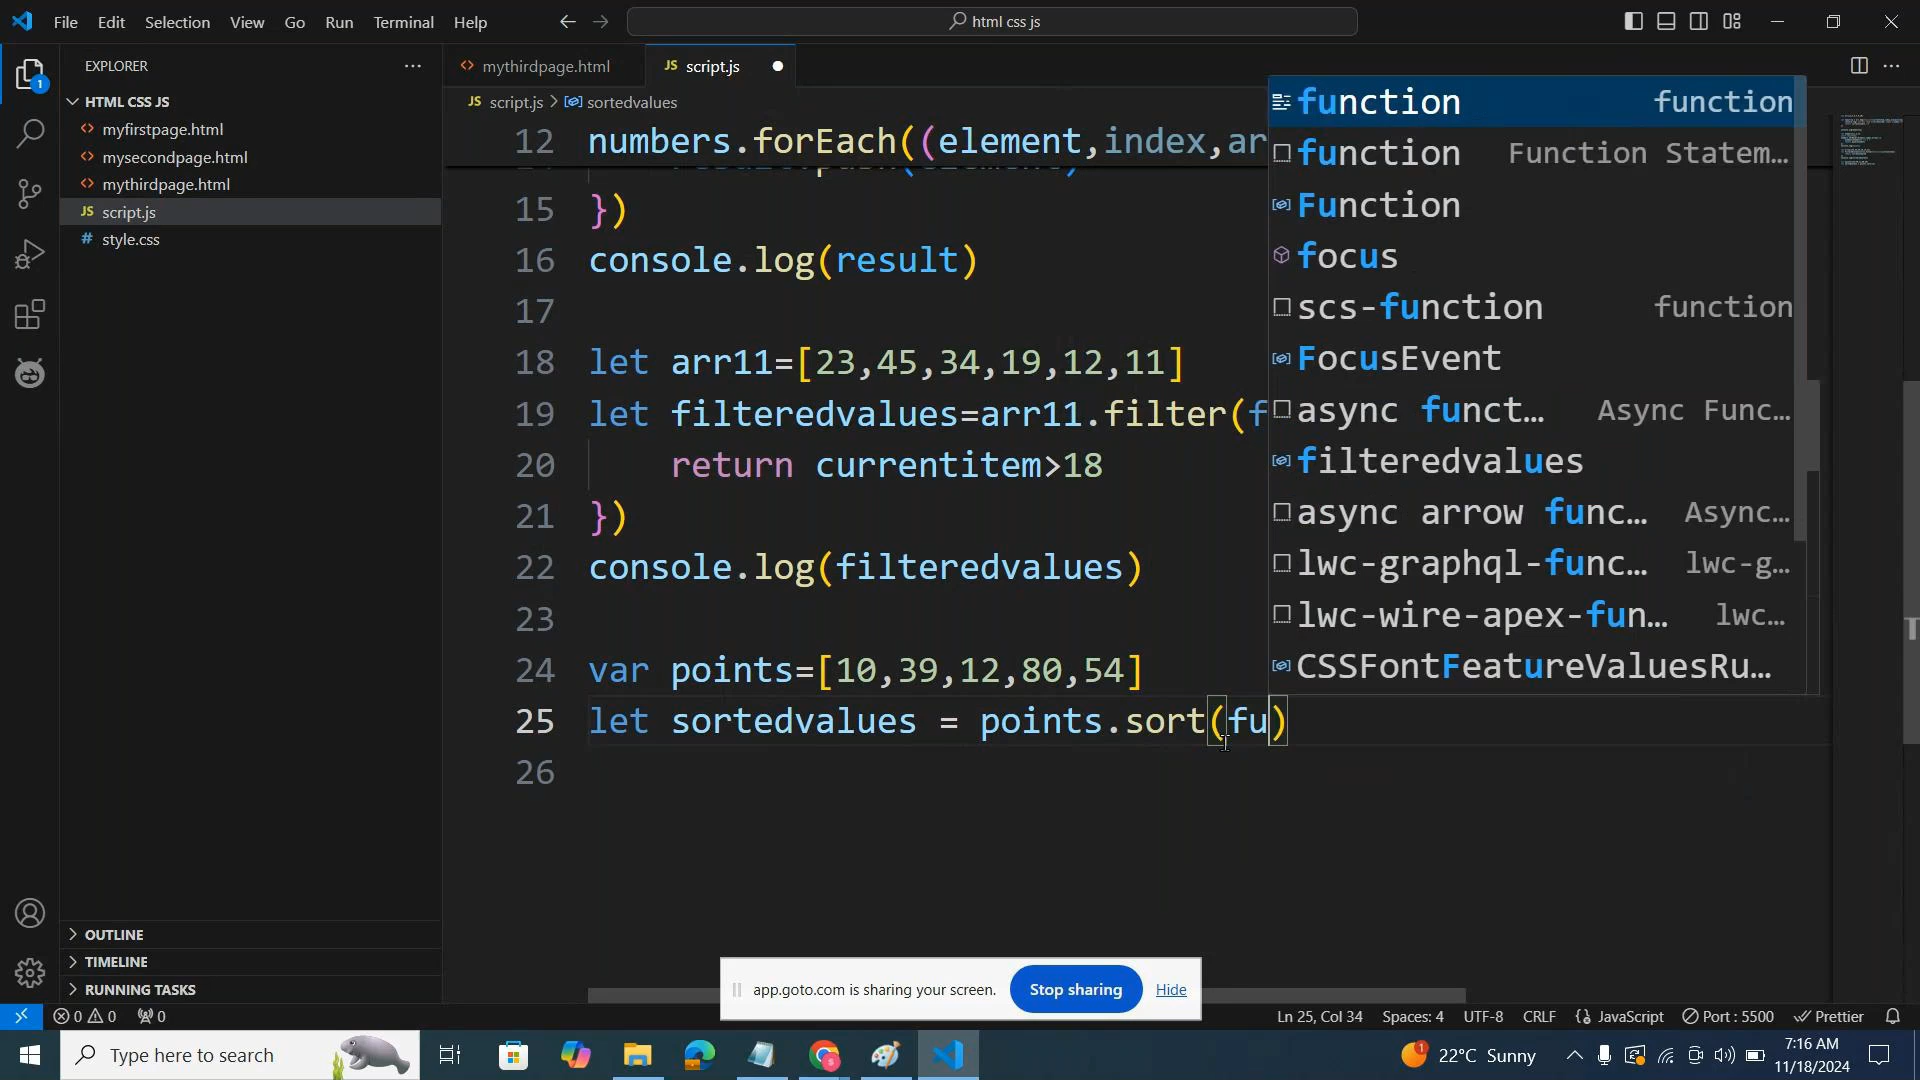 File Edit Selection View Go Run Terminal Help
html css js
EXPLORER
HTML CSS JS
myfirstpage.html
mysecondpage.html
mythirdpage.html
JS script.js
# style.css
OUTLINE
TIMELINE
RUNNING TASKS
mythirdpage.html JS script.js
JS script.js > sortedvalues
12 numbers.forEach((element,index,ar
15 })
16 console.log(result)
17
18 let arr11=[23,45,34,19,12,11]
19 let filteredvalues=arr11.filter(f
20 return currentitem>18
21 })
22 console.log(filteredvalues)
23
24 var points=[10,39,12,80,54]
25 let sortedvalues = points.sort(fu)
26
function function
function Function Statem...
Function
focus
scs-function function
FocusEvent
async funct... Async Func...
filteredvalues
async arrow func... Async...
lwc-graphql-func... lwc-g...
lwc-wire-apex-fun... lwc...
CSSFontFeatureValuesRu...
app.goto.com is sharing your screen. Stop sharing Hide
0 0 0 Ln 25, Col 34 Spaces: 4 UTF-8 CRLF {} JavaScript Port : 5500 Prettier
Type here to search
1 22°C Sunny 7:16 AM
11/18/2024